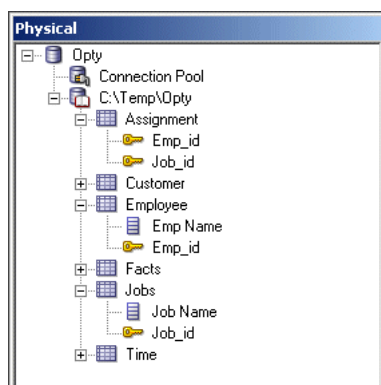 Physical
Opty
Connection Pool
C:\Temp\Opty
Assignment
Emp_id
Job_id
Customer
Employee
Emp Name
Emp_id
Facts
Jobs
Job Name
Job_id
Time